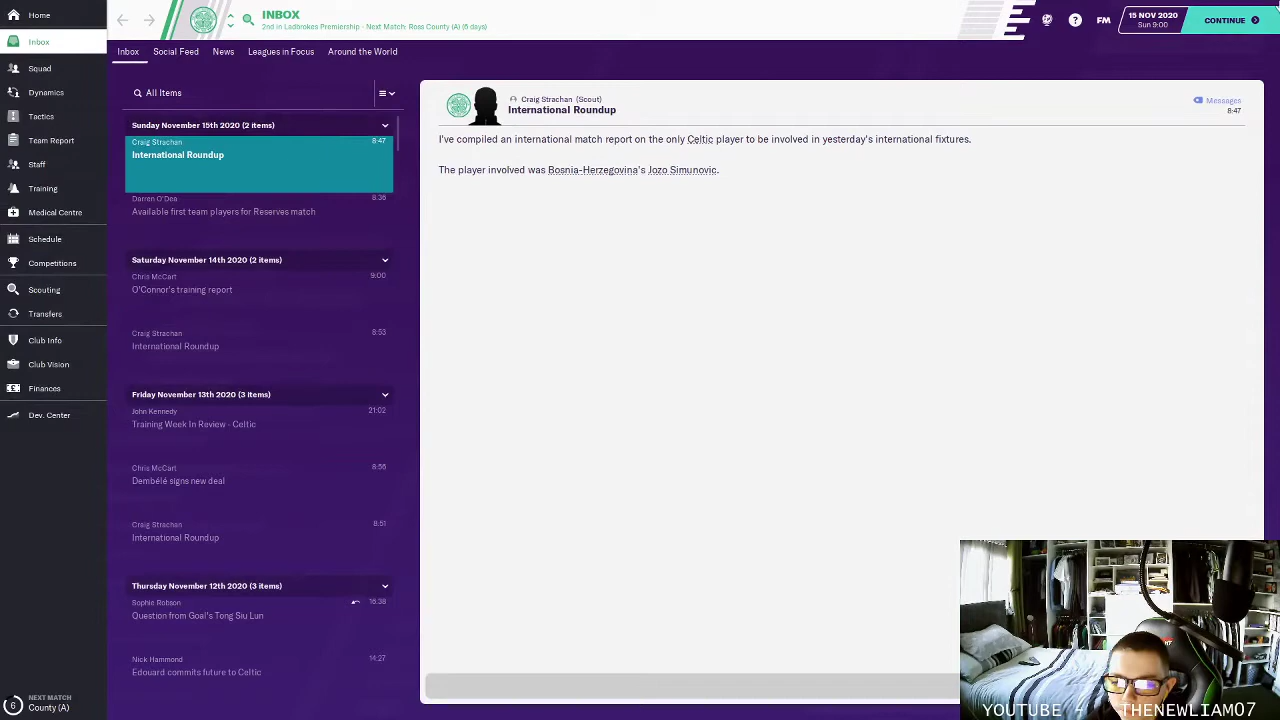 INBOX
2nd in Ladbrokes Premiership - Next Match: Ross County (A) (6 days)
FM
15 NOV 2020
Sun 9:00
CONTINUE
Inbox
Squad
Dynamics
Tactics
Team Report
Staff
Training
Medical Centre
Schedule
Competitions
Scouting
Transfers
Club Info
Club Vision
Finances
Dev. Center
6
NEXT MATCH
County (A)
Inbox Social Feed News Leagues in Focus Around the World
All Items
Sunday November 15th 2020 (2 items)
Craig Strachan 8:47
International Roundup
Darren O'Dea 8:36
Available first team players for Reserves match
Saturday November 14th 2020 (2 items)
Chris McCart 9:00
O'Connor's training report
Craig Strachan 8:53
International Roundup
Friday November 13th 2020 (3 items)
John Kennedy 21:02
Training Week In Review - Celtic
Chris McCart 8:56
Dembélé signs new deal
Craig Strachan 8:51
International Roundup
Thursday November 12th 2020 (3 items)
Sophie Robson 16:38
Question from Goal's Tong Siu Lun
Nick Hammond 14:27
Edouard commits future to Celtic
Craig Strachan (Scout)
International Roundup
Messages
8:47
I've compiled an international match report on the only Celtic player to be involved in yesterday's international fixtures.
The player involved was Bosnia-Herzegovina's Jozo Simunovic.
YOUTUBE - THENEWLIAM07